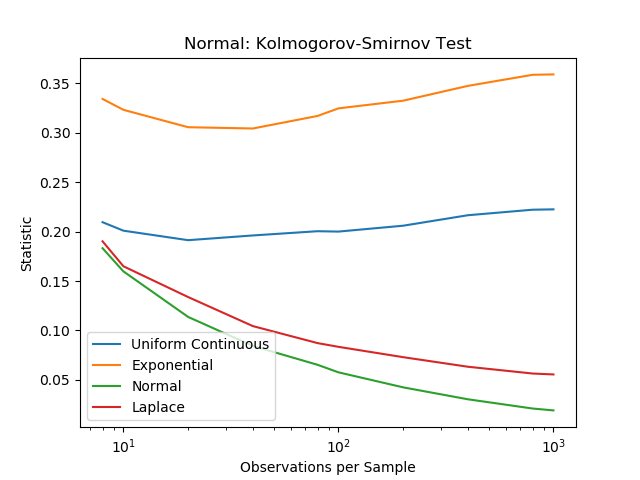 Normal: Kolmogorov-Smirnov Test
Statistic
0.35
0.30
0.25
0.20
0.15
0.10
0.05
Uniform Continuous
Exponential
Normal
Laplace
10¹ 10² 10³
Observations per Sample